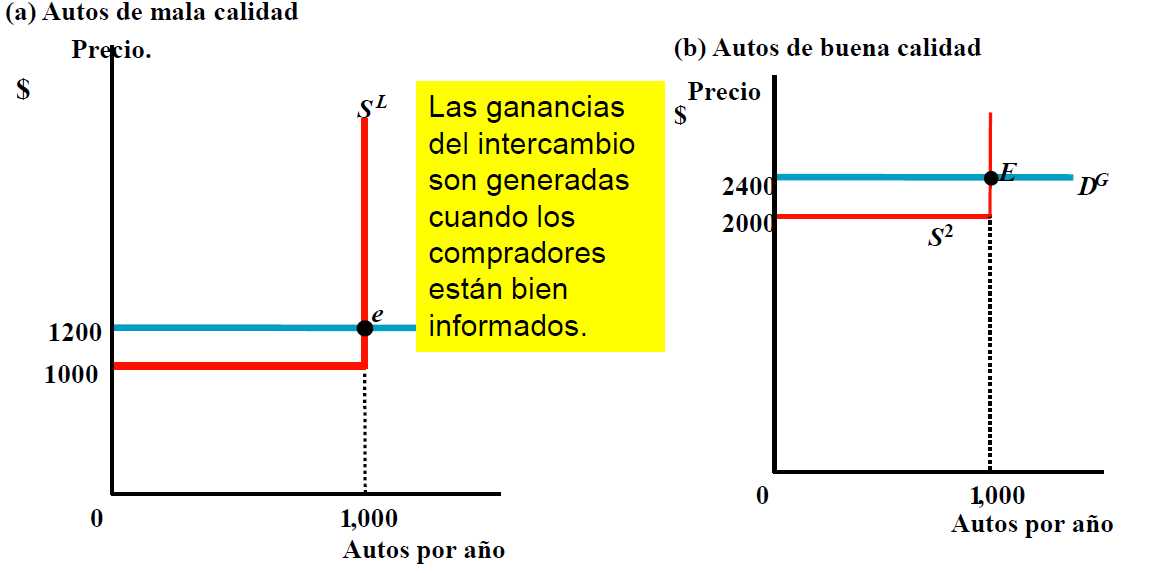 (a) Autos de mala calidad
Precio.
$
S^L
1200
e
1000
0
1,000
Autos por año
Las ganancias
del intercambio
son generadas
cuando los
compradores
están bien
informados.
(b) Autos de buena calidad
Precio
$
2400
E
D^G
2000
S²
0
1,000
Autos por año